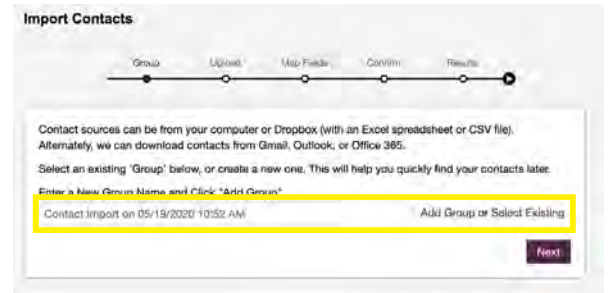 Import Contacts
Group Upload Map Fields Confirm Results
Contact sources can be from your computer or Dropbox (with an Excel spreadsheet or CSV file).
Alternately, we can download contacts from Gmail, Outlook, or Office 365.
Select an existing 'Group' below, or create a new one. This will help you quickly find your contacts later.
Enter a New Group Name and Click "Add Group"
Contact Import on 05/19/2020 10:52 AM Add Group or Select Existing
Next